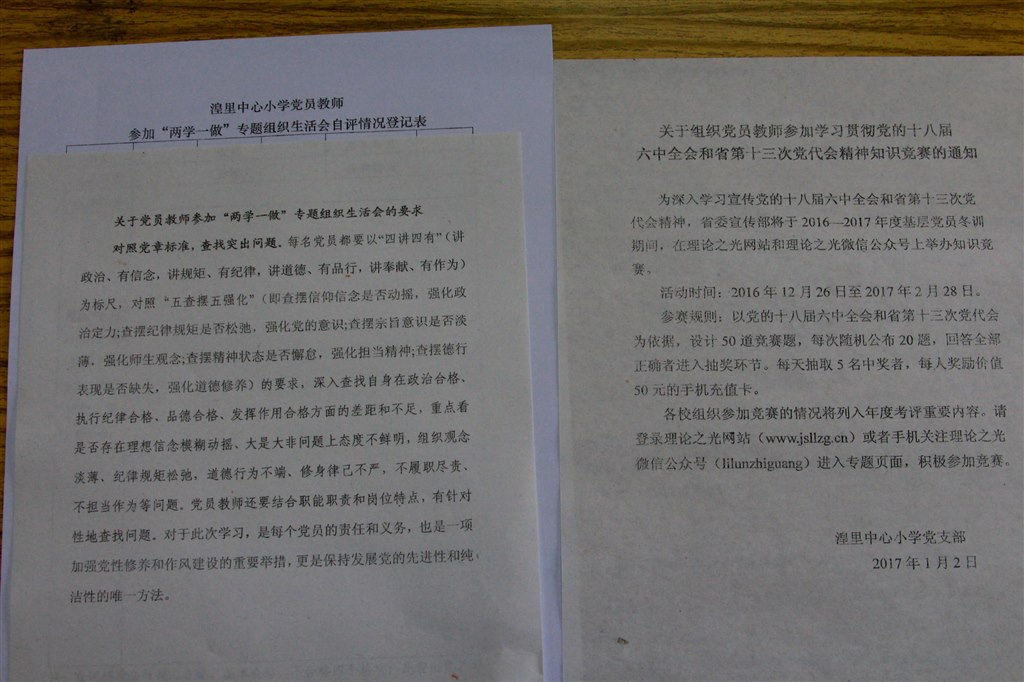 湟里中心小学党员教师
参加“两学一做”专题组织生活会自评情况登记表
关于党员教师参加“两学一做”专题组织生活会的要求
对照党章标准，查找突出问题。每名党员都要以“四讲四有”（讲
政治、有信念，讲规矩、有纪律，讲道德、有品行，讲奉献、有作为）
为标尺，对照“五查摆五强化”（即查摆信仰信念是否动摇，强化政
治定力;查摆纪律规矩是否松弛，强化党的意识;查摆宗旨意识是否淡
薄，强化师生观念;查摆精神状态是否懈怠，强化担当精神;查摆德行
表现是否缺失，强化道德修养）的要求，深入查找自身在政治合格、
执行纪律合格、品德合格、发挥作用合格方面的差距和不足，重点看
是否存在理想信念模糊动摇、大是大非问题上态度不鲜明，组织观念
淡薄、纪律规矩松弛，道德行为不端、修身律己不严，不履职尽责、
不担当作为等问题。党员教师还要结合职能职责和岗位特点，有针对
性地查找问题。对于此次学习，是每个党员的责任和义务，也是一项
加强党性修养和作风建设的重要举措，更是保持发展党的先进性和纯
洁性的唯一方法。
关于组织党员教师参加学习贯彻党的十八届
六中全会和省第十三次党代会精神知识竞赛的通知
为深入学习宣传党的十八届六中全会和省第十三次党
代会精神，省委宣传部将于 2016—2017 年度基层党员冬训
期间，在理论之光网站和理论之光微信公众号上举办知识竞
赛。
活动时间：2016 年 12 月 26 日至 2017 年 2 月 28 日。
参赛规则：以党的十八届六中全会和省第十三次党代会
为依据，设计 50 道竞赛题，每次随机公布 20 题，回答全部
正确者进入抽奖环节。每天抽取 5 名中奖者，每人奖励价值
50 元的手机充值卡。
各校组织参加竞赛的情况将列入年度考评重要内容。请
登录理论之光网站（www.jsllzg.cn）或者手机关注理论之光
微信公众号（lilunzhiguang）进入专题页面，积极参加竞赛。
湟里中心小学党支部
2017 年 1 月 2 日